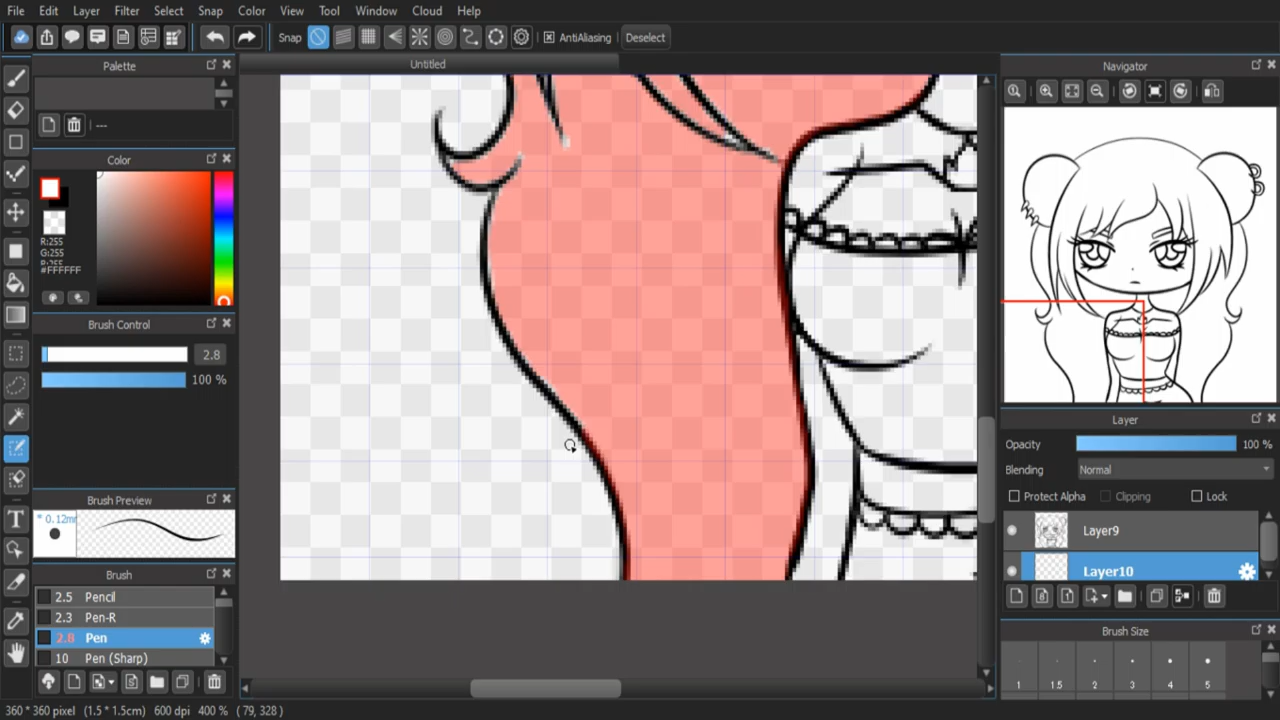 File Edit Layer Filter Select Snap Color View Tool Window Cloud Help
Snap AntiAliasing Deselect
Palette
Untitled
Navigator
---
Color
R:255
G:255
B:255
#FFFFFF
Brush Control
2.8
100 %
Brush Preview
* 0.12mm
Brush
2.5 Pencil
2.3 Pen-R
2.8 Pen
10 Pen (Sharp)
Layer
Opacity 100 %
Blending Normal
Protect Alpha Clipping Lock
Layer9
Layer10
Brush Size
1 1.5 2 3 4 5
360 * 360 pixel (1.5 * 1.5cm) 600 dpi 400 % ( 79, 328 )